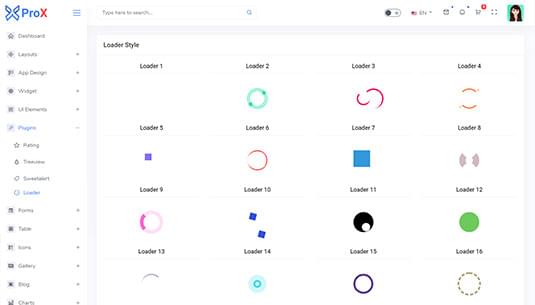 ProX
Type here to search...
EN
Dashboard
Layouts
App Design
Widget
UI Elements
Plugins
Rating
Treeview
Sweetalert
Loader
Forms
Table
Icons
Gallery
Blog
Charts
Loader Style
Loader 1
Loader 2
Loader 3
Loader 4
Loader 5
Loader 6
Loader 7
Loader 8
Loader 9
Loader 10
Loader 11
Loader 12
Loader 13
Loader 14
Loader 15
Loader 16